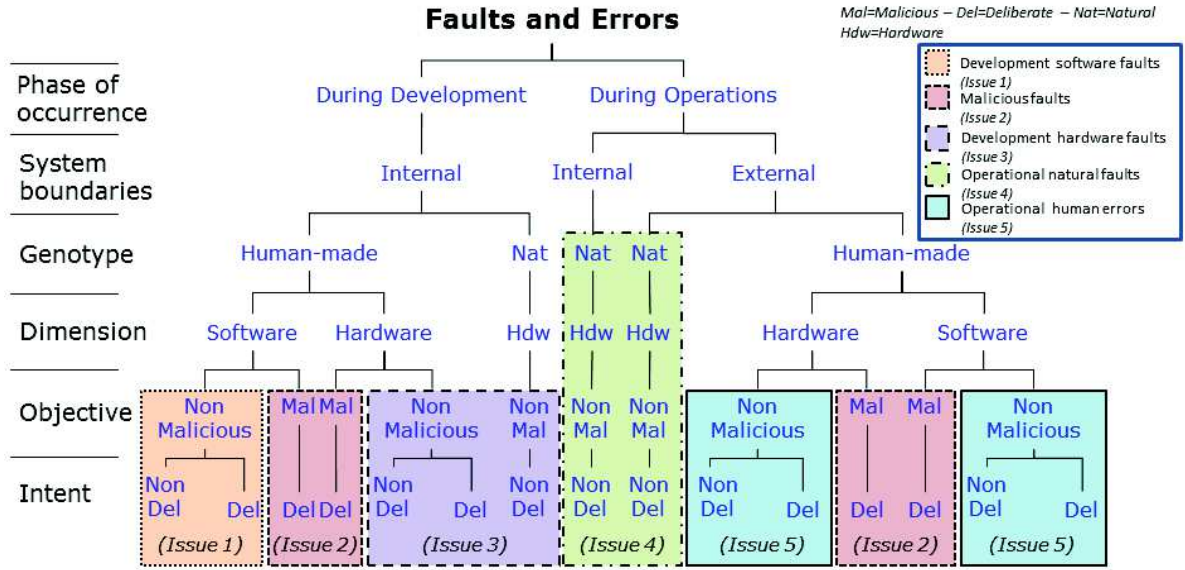 Faults and Errors
Mal=Malicious – Del=Deliberate – Nat=Natural
Hdw=Hardware
Development software faults
(Issue 1)
Malicious faults
(Issue 2)
Development hardware faults
(Issue 3)
Operational natural faults
(Issue 4)
Operational human errors
(Issue 5)
Phase of
occurrence
During Development During Operations
System
boundaries
Internal Internal External
Genotype Human-made Nat Nat Nat Human-made
Dimension Software Hardware Hdw Hdw Hdw Hardware Software
Objective
Non Mal Mal Non Non Non Non Non Mal Mal Non
Malicious Malicious Mal Mal Mal Malicious Malicious
Intent
Non Non Non Non Non Non Non
Del Del Del Del Del Del Del Del Del Del Del Del Del Del Del
(Issue 1) (Issue 2) (Issue 3) (Issue 4) (Issue 5) (Issue 2) (Issue 5)